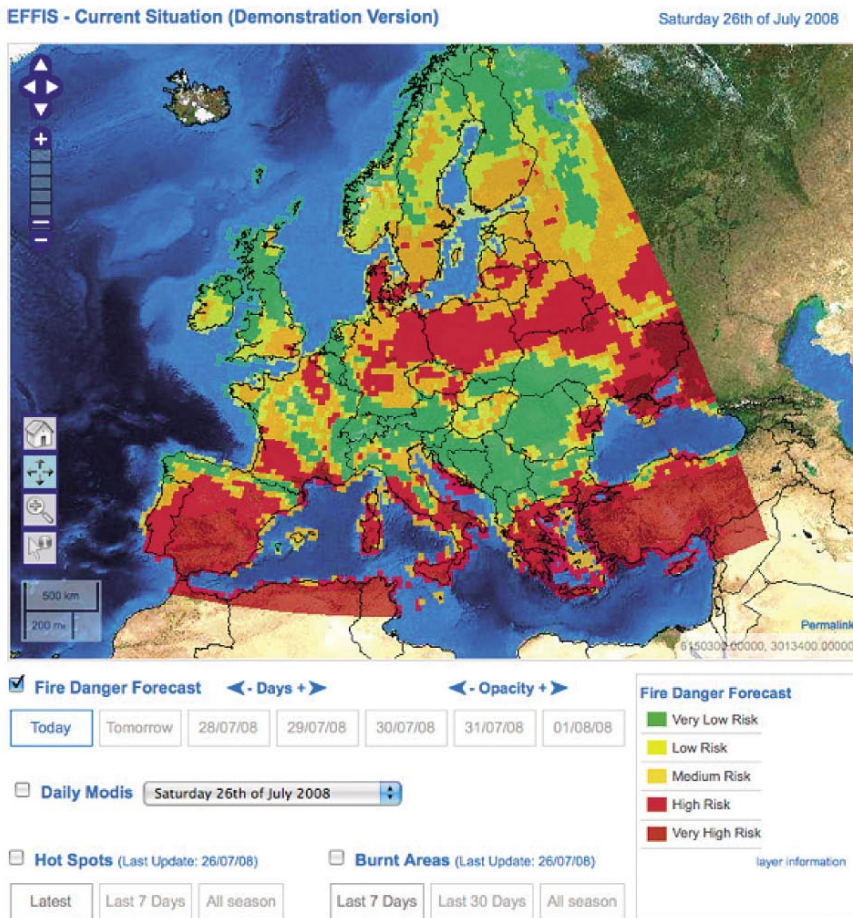 EFFIS - Current Situation (Demonstration Version)
Saturday 26th of July 2008
500 km
200 mi
Permalink
6150300.00000, 3013400.00000
Fire Danger Forecast
- Days +
- Opacity +
Today
Tomorrow
28/07/08
29/07/08
30/07/08
31/07/08
01/08/08
Fire Danger Forecast
Very Low Risk
Low Risk
Medium Risk
High Risk
Very High Risk
layer information
Daily Modis
Saturday 26th of July 2008
Hot Spots (Last Update: 26/07/08)
Latest
Last 7 Days
All season
Burnt Areas (Last Update: 26/07/08)
Last 7 Days
Last 30 Days
All season